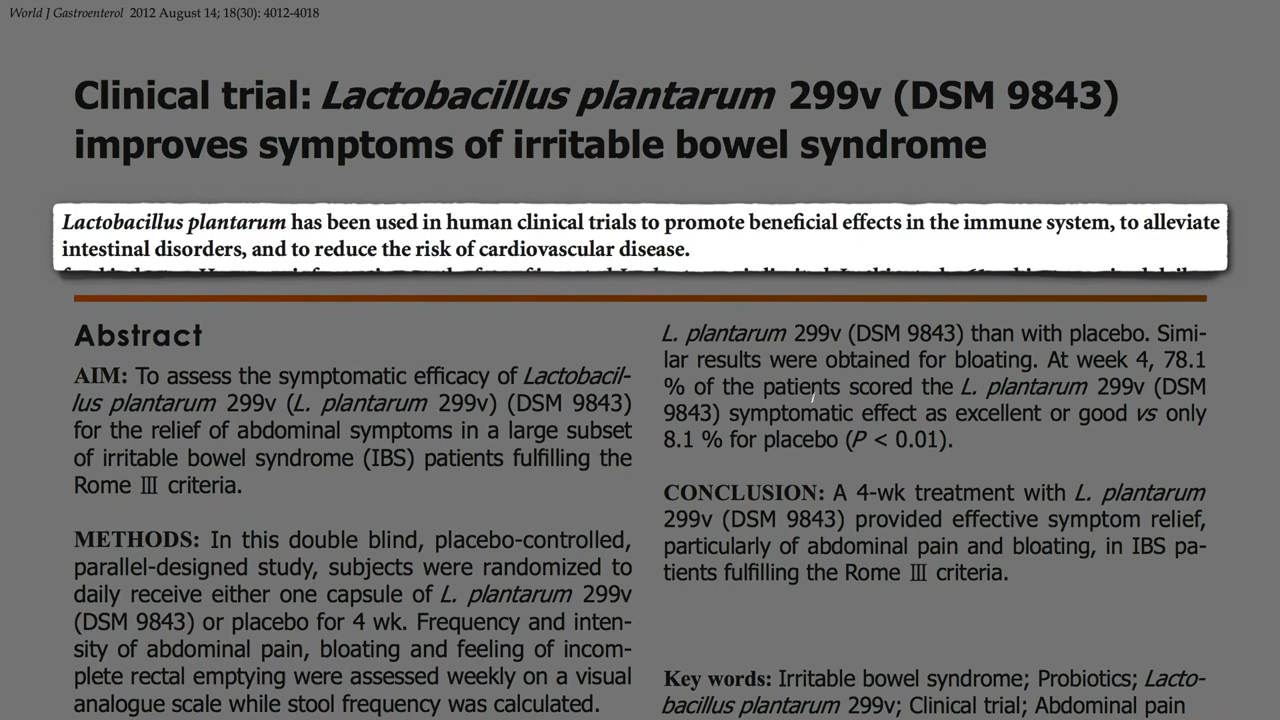 World J Gastroenterol 2012 August 14; 18(30): 4012-4018
Clinical trial: Lactobacillus plantarum 299v (DSM 9843)
improves symptoms of irritable bowel syndrome
Lactobacillus plantarum has been used in human clinical trials to promote beneficial effects in the immune system, to alleviate
intestinal disorders, and to reduce the risk of cardiovascular disease.
Abstract
AIM: To assess the symptomatic efficacy of Lactobacil-
lus plantarum 299v (L. plantarum 299v) (DSM 9843)
for the relief of abdominal symptoms in a large subset
of irritable bowel syndrome (IBS) patients fulfilling the
Rome III criteria.
METHODS: In this double blind, placebo-controlled,
parallel-designed study, subjects were randomized to
daily receive either one capsule of L. plantarum 299v
(DSM 9843) or placebo for 4 wk. Frequency and inten-
sity of abdominal pain, bloating and feeling of incom-
plete rectal emptying were assessed weekly on a visual
analogue scale while stool frequency was calculated.
L. plantarum 299v (DSM 9843) than with placebo. Simi-
lar results were obtained for bloating. At week 4, 78.1
% of the patients scored the L. plantarum 299v (DSM
9843) symptomatic effect as excellent or good vs only
8.1 % for placebo (P < 0.01).
CONCLUSION: A 4-wk treatment with L. plantarum
299v (DSM 9843) provided effective symptom relief,
particularly of abdominal pain and bloating, in IBS pa-
tients fulfilling the Rome III criteria.
Key words: Irritable bowel syndrome; Probiotics; Lacto-
bacillus plantarum 299v; Clinical trial; Abdominal pain